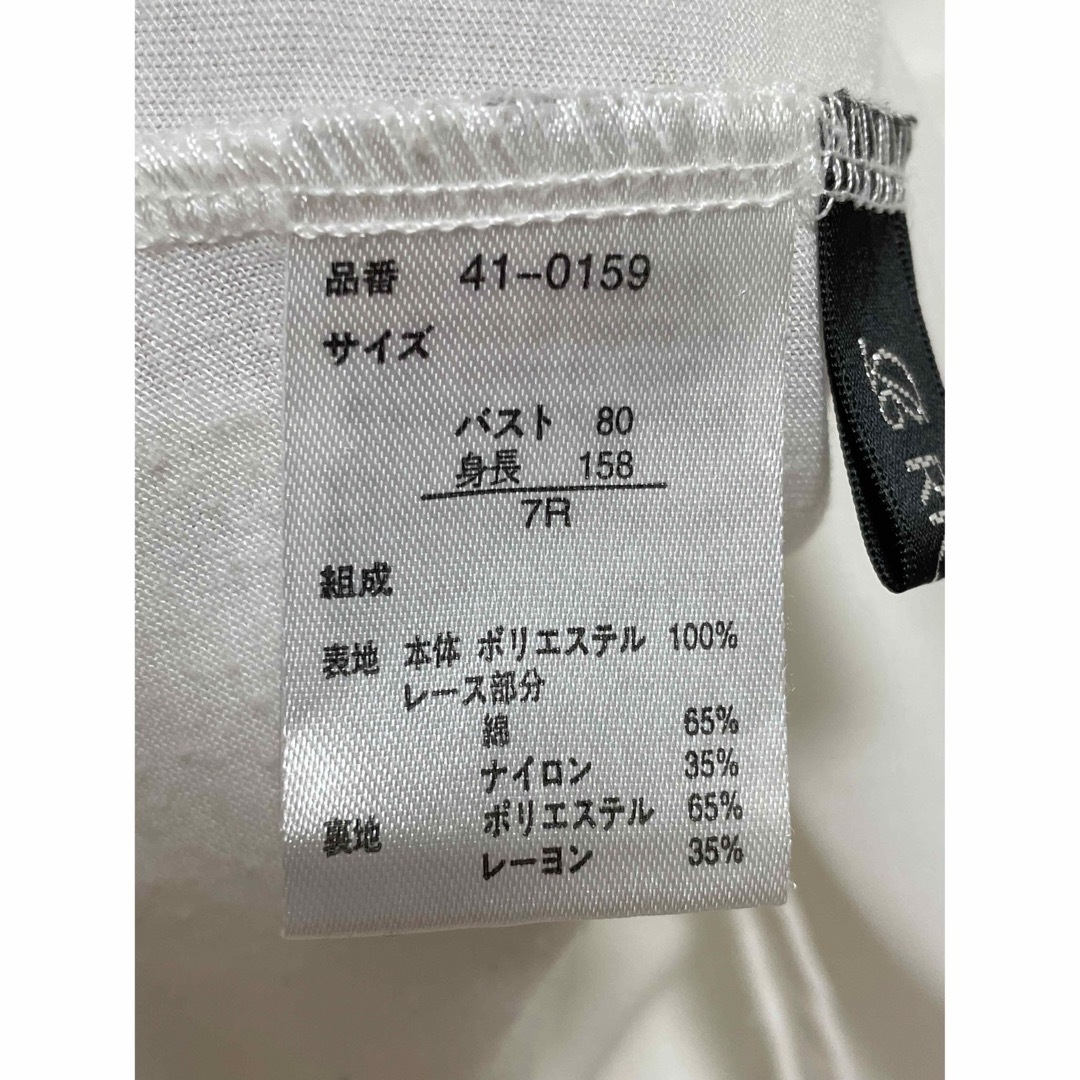 品番 41-0159
サイズ
バスト 80
身長 158
7R
組成
表地 本体 ポリエステル 100%
レース部分
綿 65%
ナイロン 35%
裏地 ポリエステル 65%
レーヨン 35%